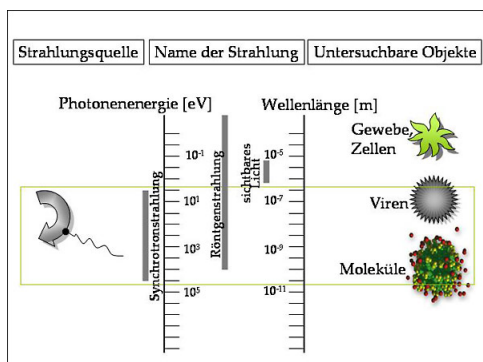 Strahlungsquelle
Name der Strahlung
Untersuchbare Objekte
Photonenenergie [eV]
Wellenlänge [m]
Synchrotronstrahlung
10-1
101
103
105
Röntgenstrahlung
sichtbares
Licht
10-5
10-7
10-9
10-11
Gewebe,
Zellen
Viren
Moleküle